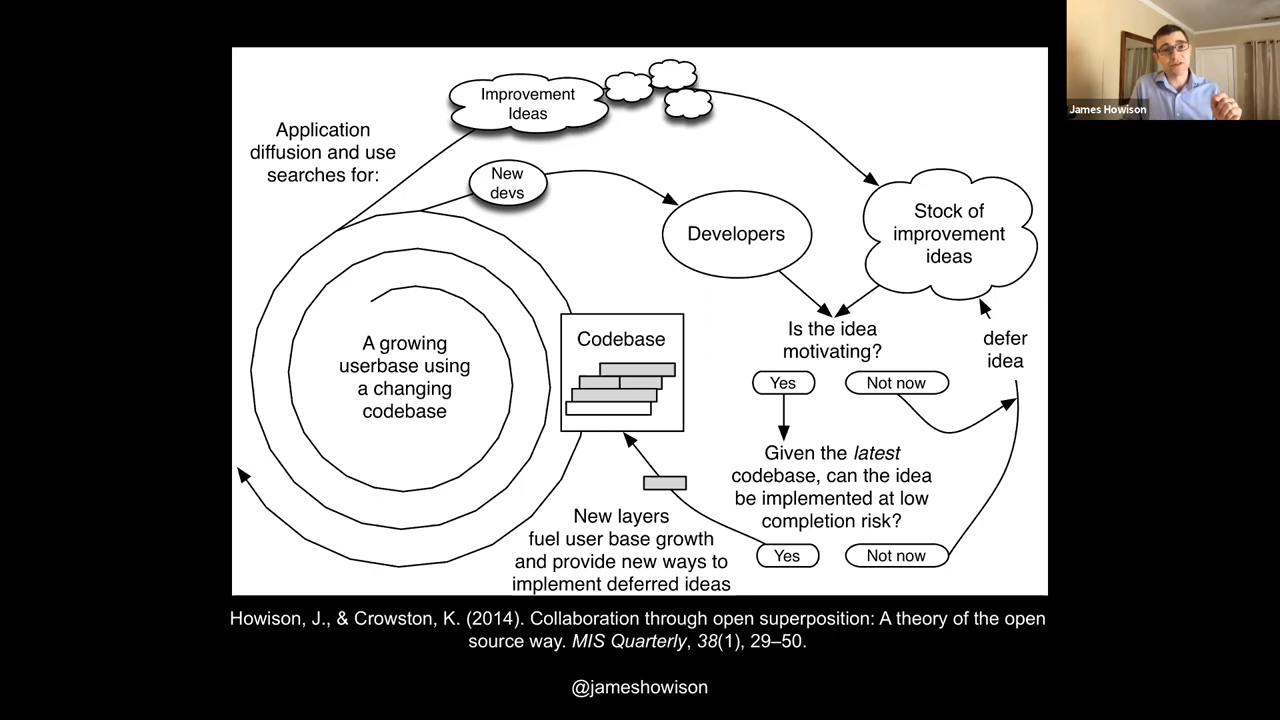 Improvement
Ideas
Application
diffusion and use
searches for:
New
devs
Developers
Stock of
improvement
ideas
A growing
userbase using
a changing
codebase
Codebase
Is the idea
motivating?
Yes
Not now
defer
idea
Given the latest
codebase, can the idea
be implemented at low
completion risk?
Yes
Not now
New layers
fuel user base growth
and provide new ways to
implement deferred ideas
James Howison
Howison, J., & Crowston, K. (2014). Collaboration through open superposition: A theory of the open
source way. MIS Quarterly, 38(1), 29–50.
@jameshowison